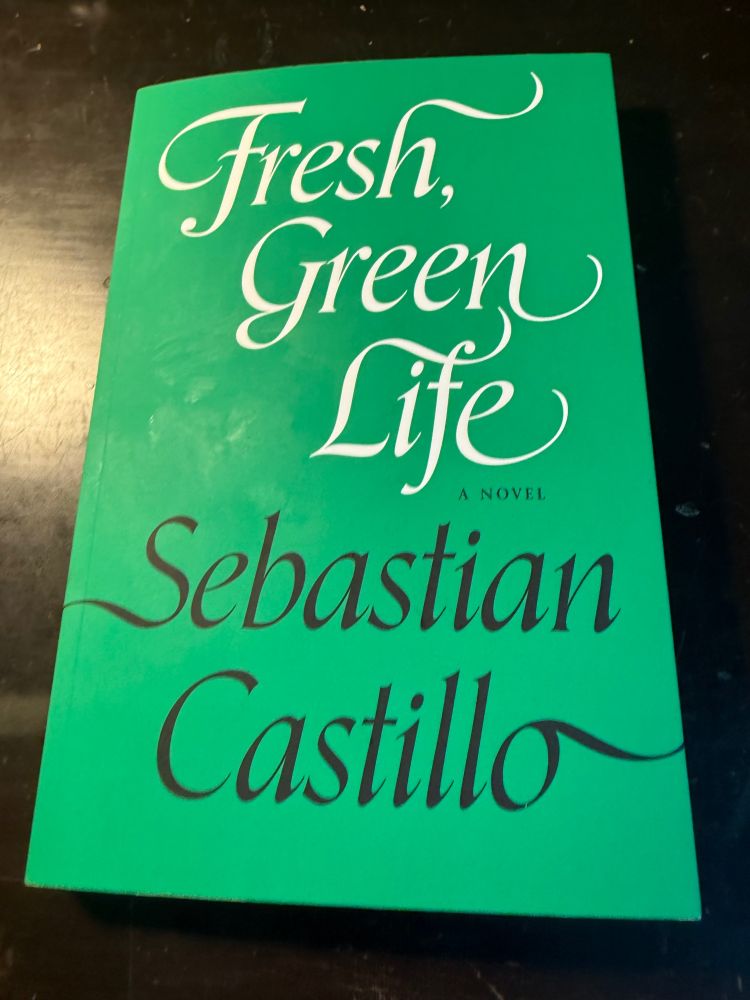 Fresh,
Green
Life
A NOVEL
Sebastian
Castillo